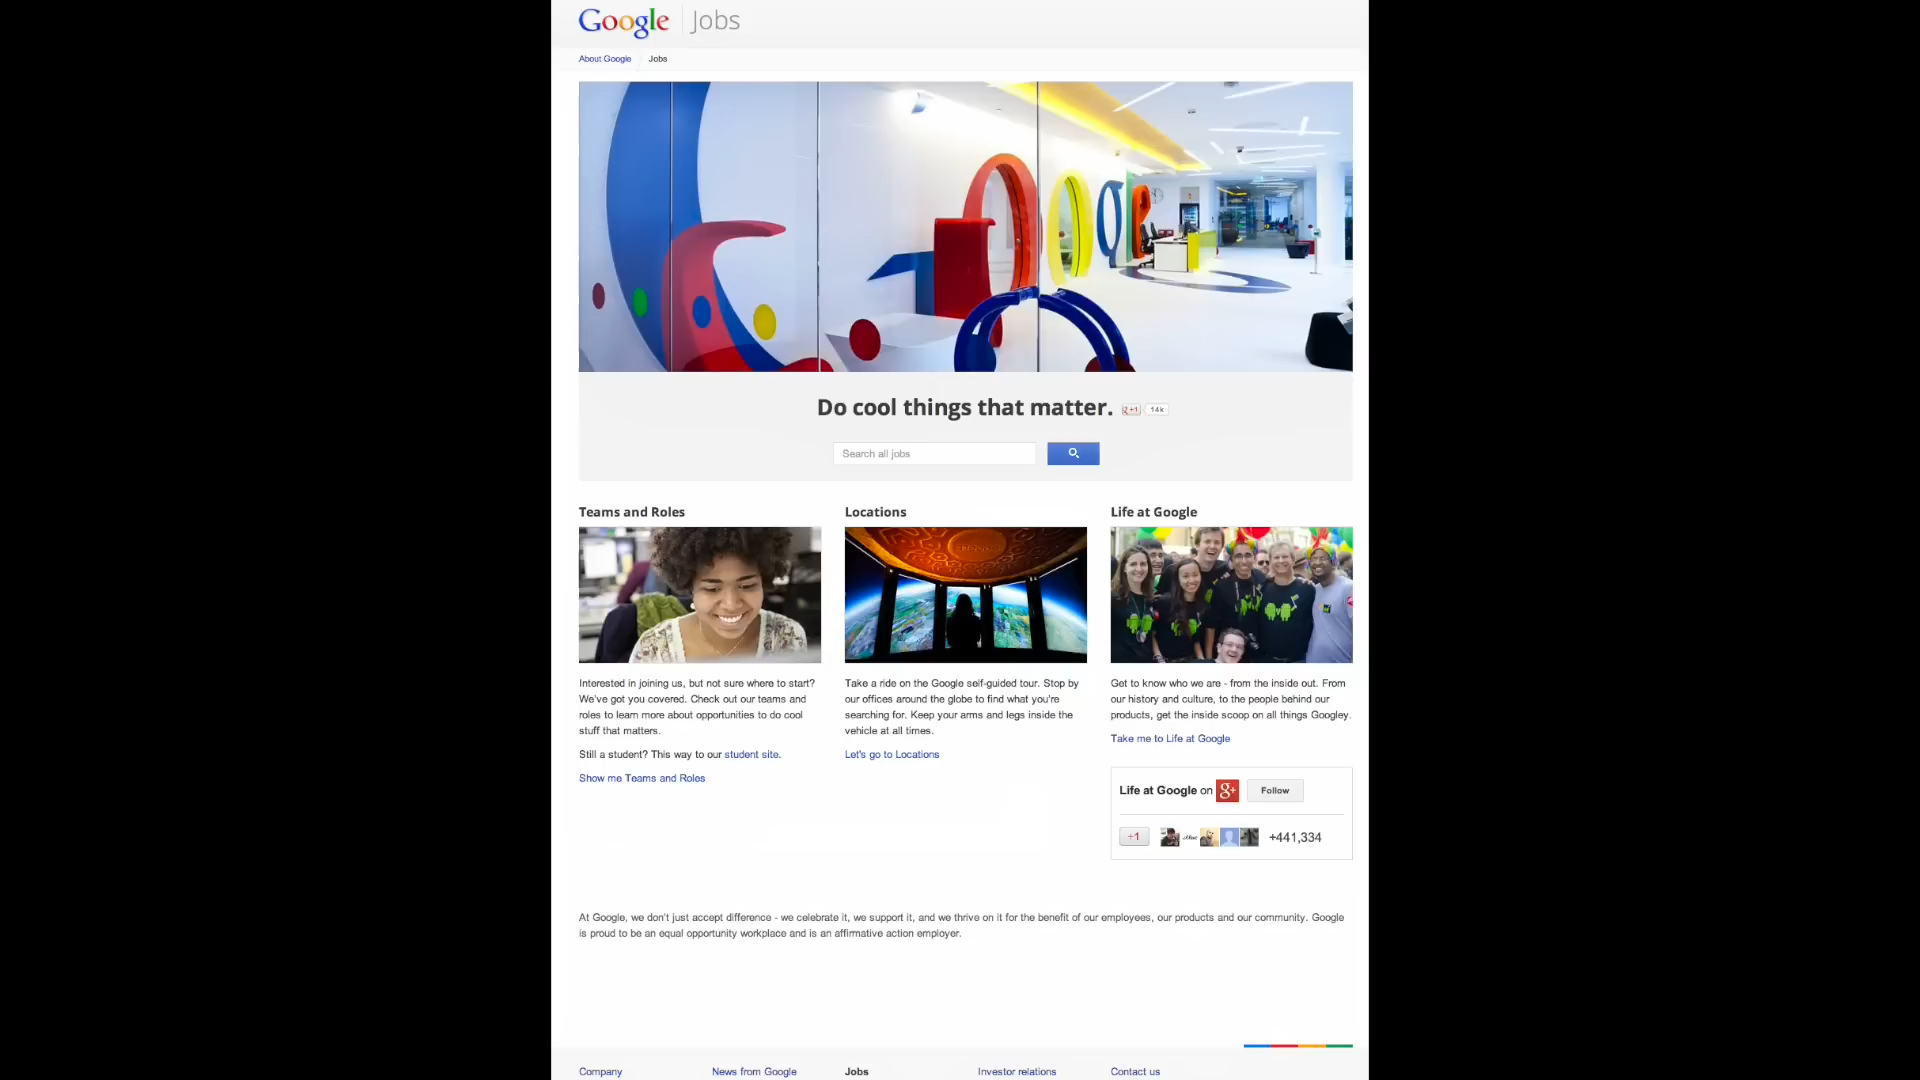 Google Jobs
About Google Jobs
Do cool things that matter. +1 14k
Search all jobs
Teams and Roles
Interested in joining us, but not sure where to start?
We've got you covered. Check out our teams and
roles to learn more about opportunities to do cool
stuff that matters.
Still a student? This way to our student site.
Show me Teams and Roles
Locations
Take a ride on the Google self-guided tour. Stop by
our offices around the globe to find what you're
searching for. Keep your arms and legs inside the
vehicle at all times.
Let's go to Locations
Life at Google
Get to know who we are - from the inside out. From
our history and culture, to the people behind our
products, get the inside scoop on all things Googley.
Take me to Life at Google
Life at Google on g+ Follow
+1 +441,334
At Google, we don't just accept difference - we celebrate it, we support it, and we thrive on it for the benefit of our employees, our products and our community. Google
is proud to be an equal opportunity workplace and is an affirmative action employer.
Company News from Google Jobs Investor relations Contact us